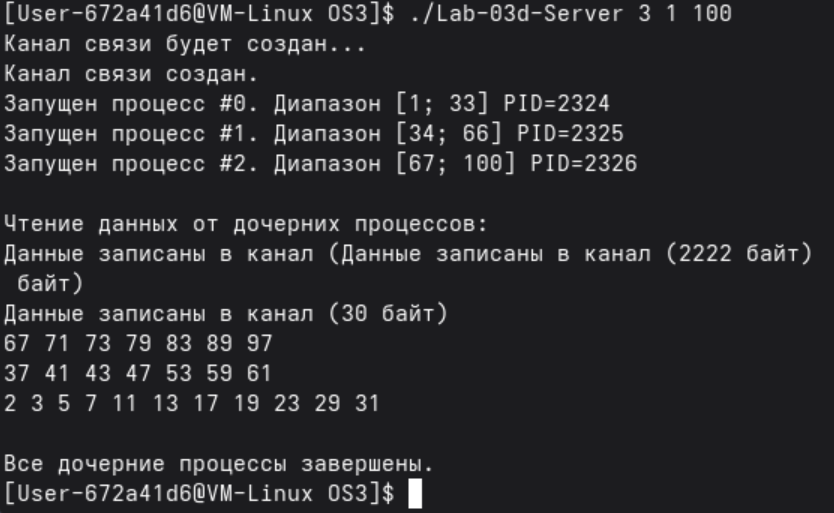 [User-672a41d6@VM-Linux OS3]$ ./Lab-03d-Server 3 1 100
Канал связи будет создан...
Канал связи создан.
Запущен процесс #0. Диапазон [1; 33] PID=2324
Запущен процесс #1. Диапазон [34; 66] PID=2325
Запущен процесс #2. Диапазон [67; 100] PID=2326
Чтение данных от дочерних процессов:
Данные записаны в канал (Данные записаны в канал (2222 байт)
байт)
Данные записаны в канал (30 байт)
67 71 73 79 83 89 97
37 41 43 47 53 59 61
2 3 5 7 11 13 17 19 23 29 31
Все дочерние процессы завершены.
[User-672a41d6@VM-Linux OS3]$